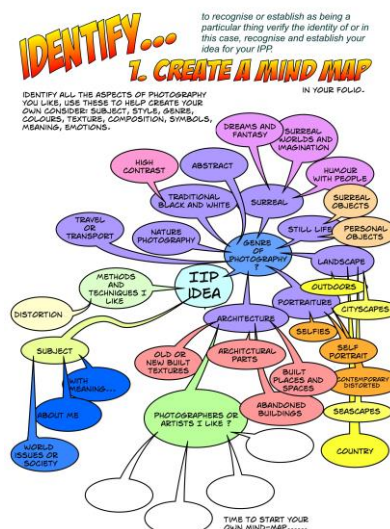 IDENTIFY...
to recognise or establish as being a
particular thing verify the identity of or in
this case, recognise and establish your
idea for your IPP.
1. CREATE A MIND MAP
IN YOUR FOLIO.
IDENTIFY ALL THE ASPECTS OF PHOTOGRAPHY
YOU LIKE, USE THESE TO HELP CREATE YOUR
OWN CONSIDER: SUBJECT, STYLE, GENRE,
COLOURS, TEXTURE, COMPOSITION, SYMBOLS,
MEANING, EMOTIONS.
DREAMS AND
FANTASY
SURREAL
WORLDS AND
IMAGINATION
HIGH
CONTRAST
ABSTRACT
HUMOUR
WITH PEOPLE
TRADITIONAL
BLACK AND WHITE
SURREAL
SURREAL
OBJECTS
TRAVEL
OR
TRANSPORT
NATURE
PHOTOGRAPHY
STILL LIFE
PERSONAL
OBJECTS
GENRE
OF
PHOTOGRAPHY
?
LANDSCAPE
METHODS
AND
TECHNIQUES I
LIKE
IIP
IDEA
OUTDOORS
PORTRAITURE
CITYSCAPES
DISTORTION
ARCHITECTURE
SELFIES
SUBJECT
OLD OR
NEW BUILT
TEXTURES
ARCHITCTURAL
PARTS
SELF
PORTRAIT
WITH
MEANING...
BUILT
PLACES AND
SPACES
CONTEMPORARY
DISTORTED
ABOUT ME
PHOTOGRAPHERS OR
ARTISTS I LIKE ?
ABANDONED
BUILDINGS
SEASCAPES
WORLD
ISSUES OR
SOCIETY
COUNTRY
TIME TO START YOUR
OWN MIND-MAP......